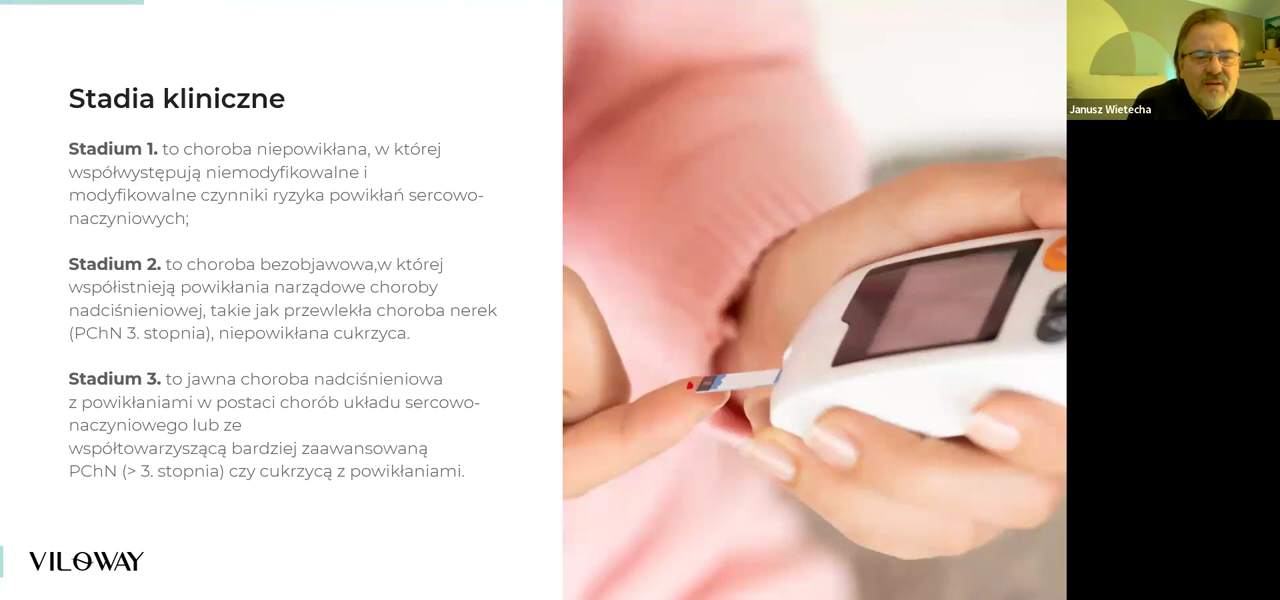 Stadia kliniczne
Stadium 1. to choroba niepowikłana, w której
współwystępują niemodyfikowalne i
modyfikowalne czynniki ryzyka powikłań sercowo-
naczyniowych;
Stadium 2. to choroba bezobjawowa,w której
współistnieją powikłania narządowe choroby
nadciśnieniowej, takie jak przewlekła choroba nerek
(PChN 3. stopnia), niepowikłana cukrzyca.
Stadium 3. to jawna choroba nadciśnieniowa
z powikłaniami w postaci chorób układu sercowo-
naczyniowego lub ze
współtowarzyszącą bardziej zaawansowaną
PChN (> 3. stopnia) czy cukrzycą z powikłaniami.
VILOWAY
Janusz Wietecha